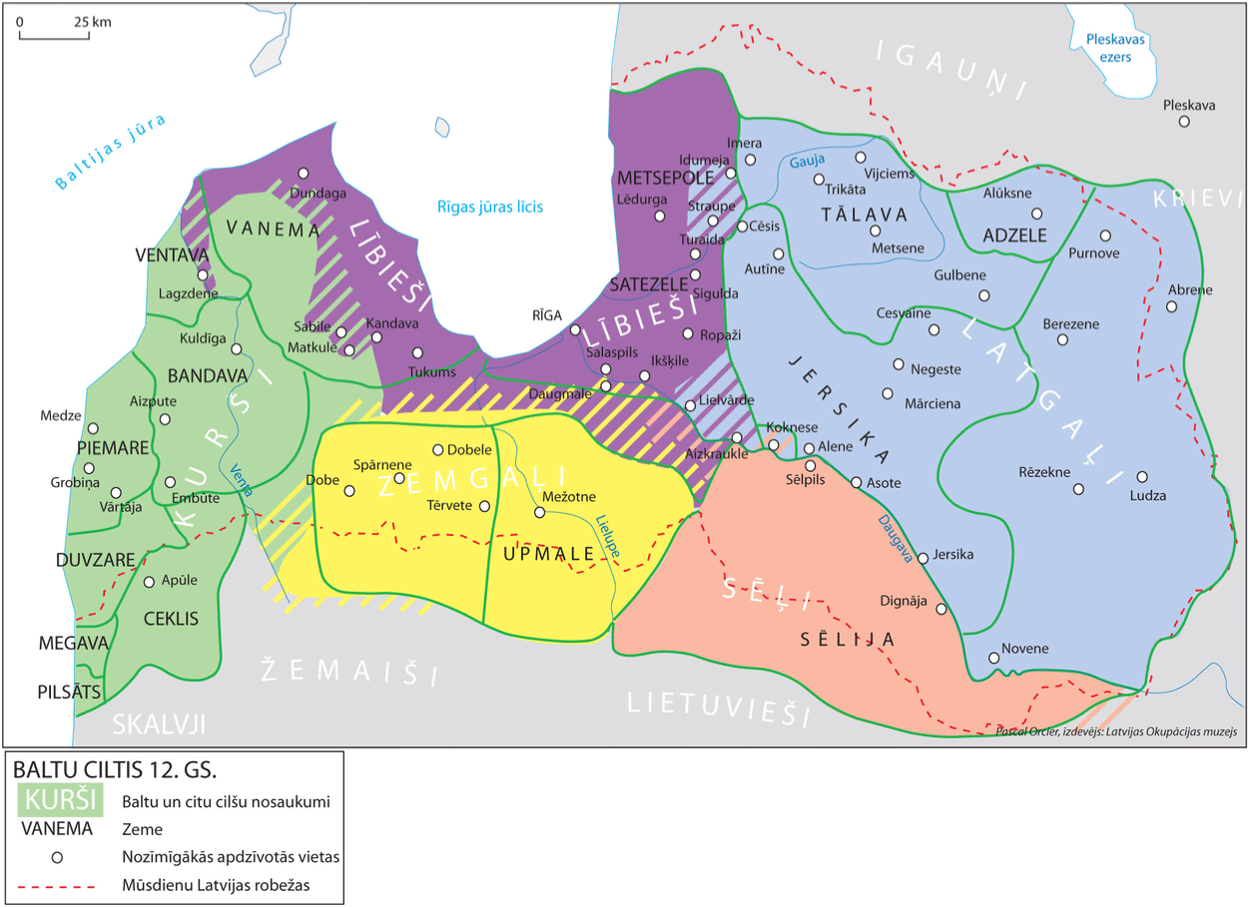 0 25 km
Baltijas jūra
Rīgas jūras līcis
Pleskavas
ezers
IGAUŅI
Pleskava
KRIEVI
Imera
Idumeja
Gauja
Vijciems
METSEPOLE
Trikāta
Alūksne
Lēdurga
Straupe
TĀLAVA
Dundaga
VANEMA
LĪBIEŠI
Cēsis
Metsene
ADZELE
Purnove
Turaida
Autīne
VENTAVA
Lagzdene
SATEZELE
Sigulda
Gulbene
Abrene
RĪGA
LĪBIEŠI
Cesvaine
Berezene
Sabile
Kandava
Kuldīga
Matkule
Ropaži
LATGAĻI
Salaspils
Ikšķile
JERSIKA
Negeste
BANDAVA
Tukums
Daugmale
Lielvārde
Mārciena
Aizpute
KURŠI
Medze
PIEMARE
Koknese
Alene
Aizkraukle
Dobele
Grobiņa
Spārnene
ZEMGAĻI
Dobe
Sēlpils
Asote
Rēzekne
Ludza
Venta
Embūte
Vārtāja
Tērvete
Mežotne
Lielupe
Daugava
DUVZARE
UPMALE
Jersika
Apūle
SĒĻI
Dignāja
CEKLIS
SĒLIJA
MEGAVA
Novene
ŽEMAIŠI
PILSĀTS
LIETUVIEŠI
SKALVJI
Pascal Orcier, izdevējs: Latvijas Okupācijas muzejs
BALTU CILTIS 12. GS.
KURŠI Baltu un citu cilšu nosaukumi
VANEMA Zeme
Nozīmīgākās apdzīvotās vietas
Mūsdienu Latvijas robežas